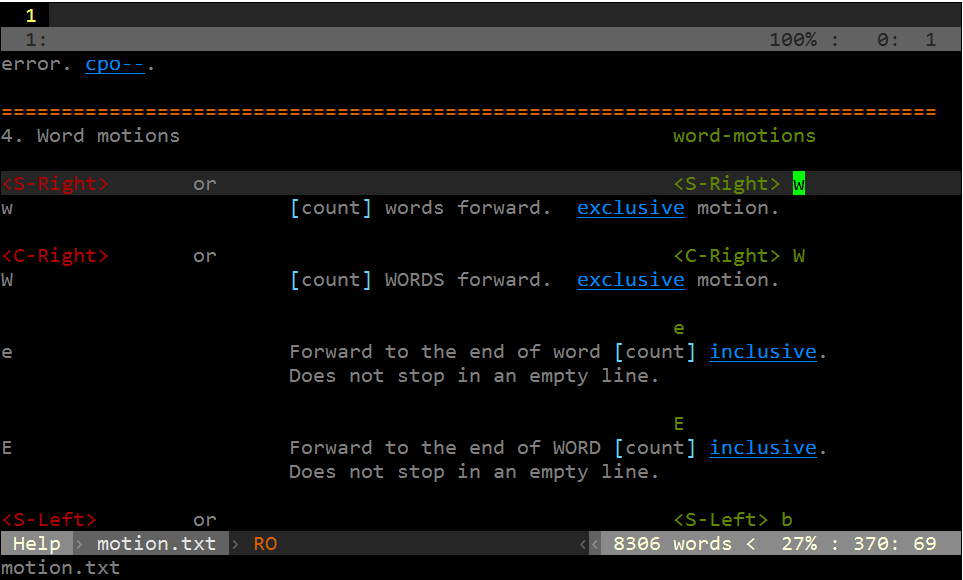 1
1: 100% : 0: 1
error. cpo--.
==============================================================================
4. Word motions word-motions
<S-Right> or <S-Right> w
w [count] words forward. exclusive motion.
<C-Right> or <C-Right> W
W [count] WORDS forward. exclusive motion.
e
e Forward to the end of word [count] inclusive.
Does not stop in an empty line.
E
E Forward to the end of WORD [count] inclusive.
Does not stop in an empty line.
<S-Left> or <S-Left> b
Help > motion.txt > RO << 8306 words < 27% : 370: 69
motion.txt